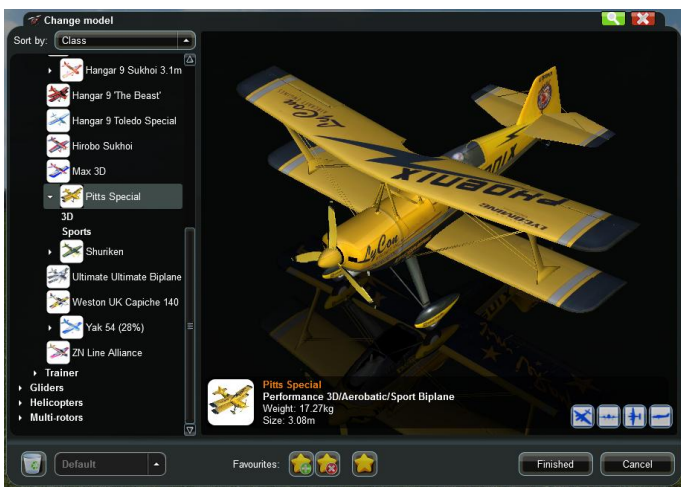 Change model
Sort by:
Class
Hangar 9 Sukhoi 3.1m
Hangar 9 'The Beast'
Hangar 9 Toledo Special
Hirobo Sukhoi
Max 3D
Pitts Special
3D
Sports
Shuriken
Ultimate Ultimate Biplane
Weston UK Capiche 140
Yak 54 (28%)
ZN Line Alliance
Trainer
Gliders
Helicopters
Multi-rotors
LyCon
PHOENIX
LYCOMING
LyCon
Pitts Special
Performance 3D/Aerobatic/Sport Biplane
Weight: 17.27kg
Size: 3.08m
Default
Favourites:
Finished
Cancel